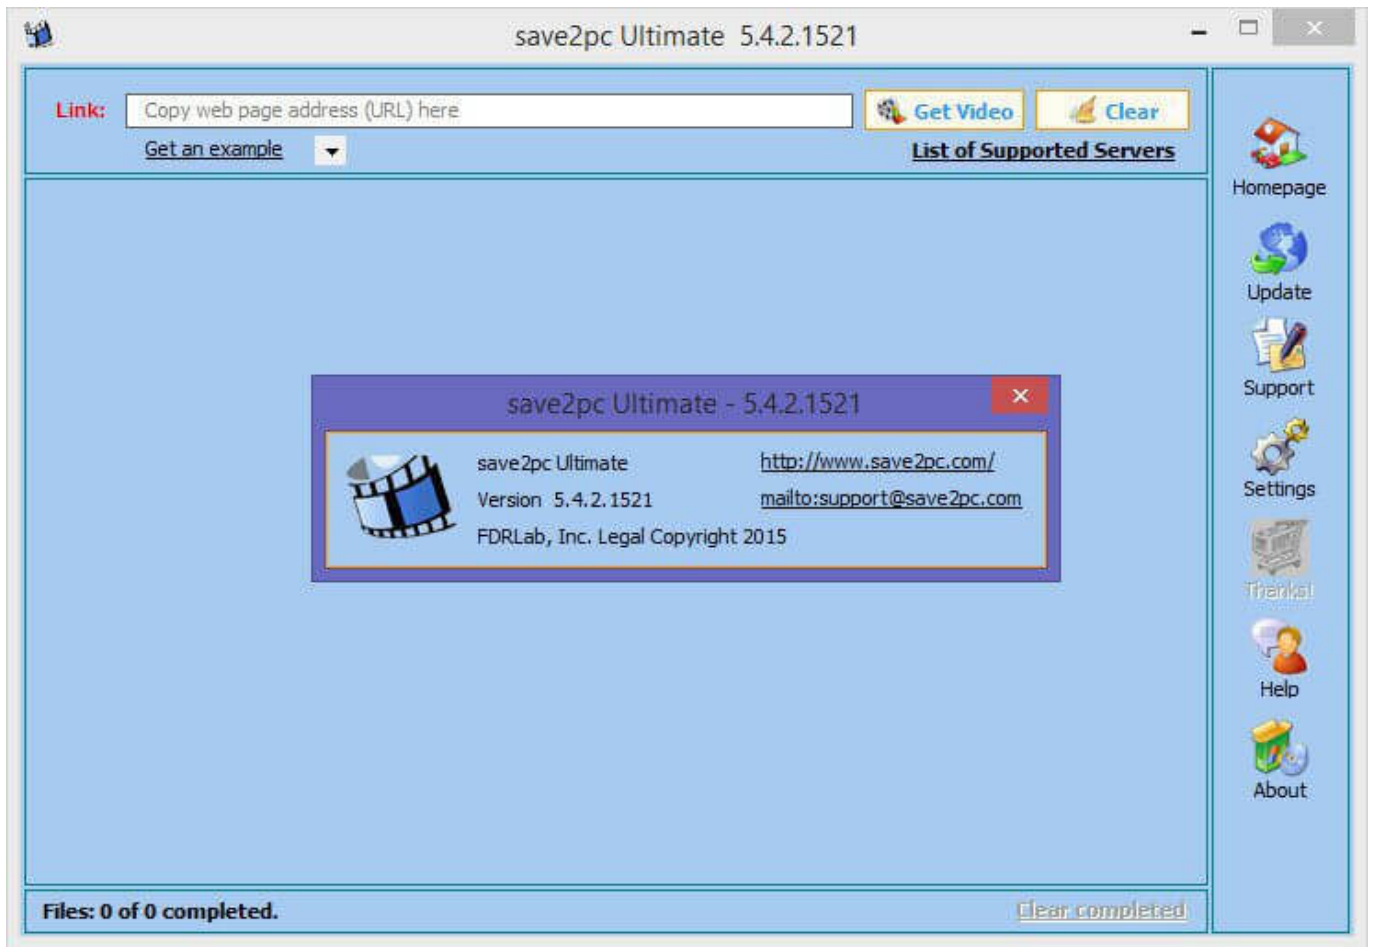 save2pc Ultimate 5.4.2.1521
Link: Copy web page address (URL) here Get Video Clear
Get an example List of Supported Servers
Homepage
Update
Support
Settings
Thanks!
Help
About
save2pc Ultimate - 5.4.2.1521
save2pc Ultimate http://www.save2pc.com/
Version 5.4.2.1521 mailto:support@save2pc.com
FDRLab, Inc. Legal Copyright 2015
Files: 0 of 0 completed. Clear completed